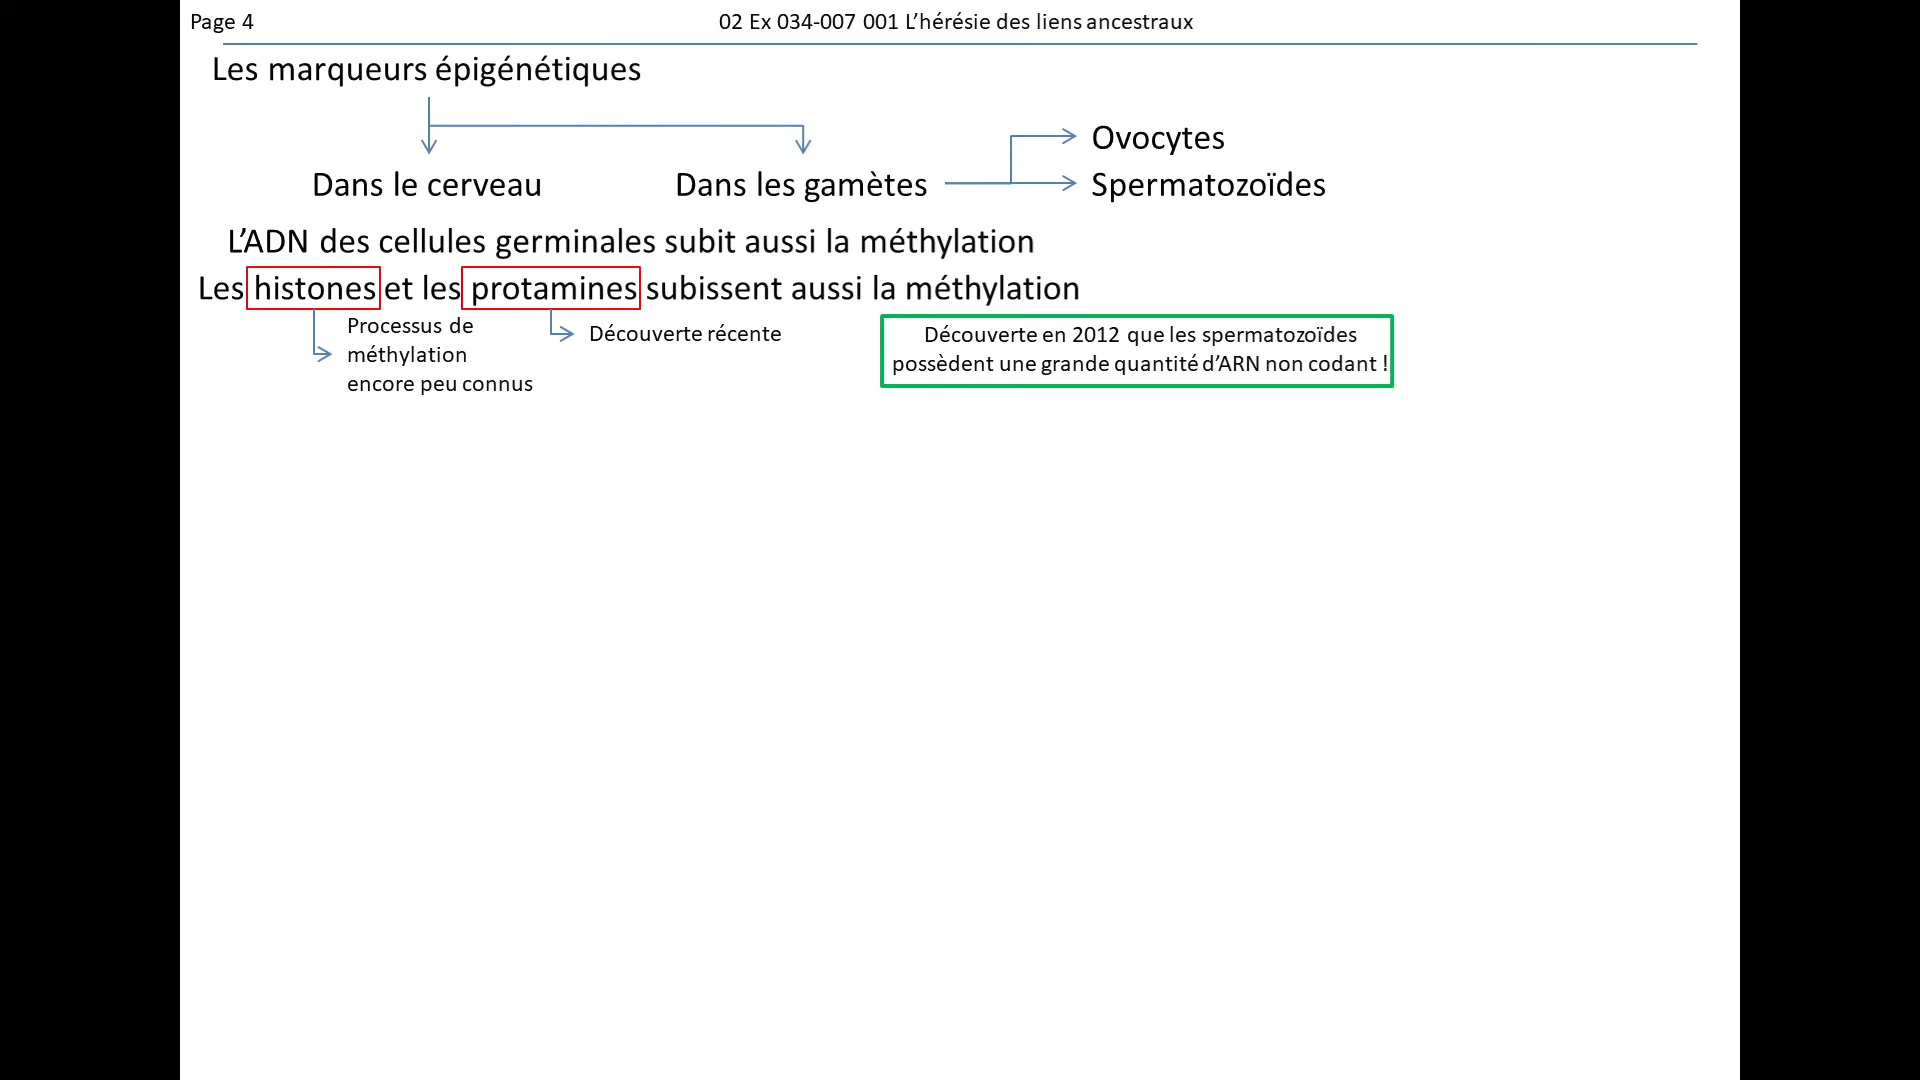 Page 4
02 Ex 034-007 001 L’hérésie des liens ancestraux
Les marqueurs épigénétiques
Ovocytes
Dans le cerveau
Dans les gamètes
Spermatozoïdes
L’ADN des cellules germinales subit aussi la méthylation
Les histones et les protamines subissent aussi la méthylation
Processus de
méthylation
encore peu connus
Découverte récente
Découverte en 2012 que les spermatozoïdes
possèdent une grande quantité d’ARN non codant !